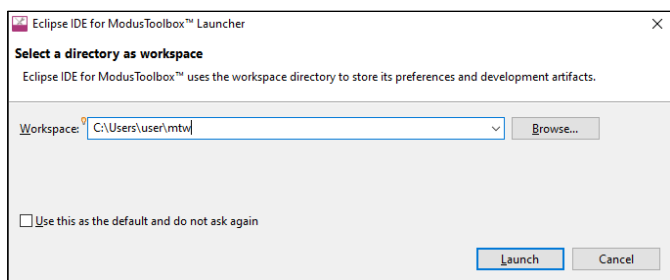 Eclipse IDE for ModusToolbox™ Launcher
Select a directory as workspace
Eclipse IDE for ModusToolbox™ uses the workspace directory to store its preferences and development artifacts.
Workspace: C:\Users\user\mtw Browse...
Use this as the default and do not ask again
Launch Cancel